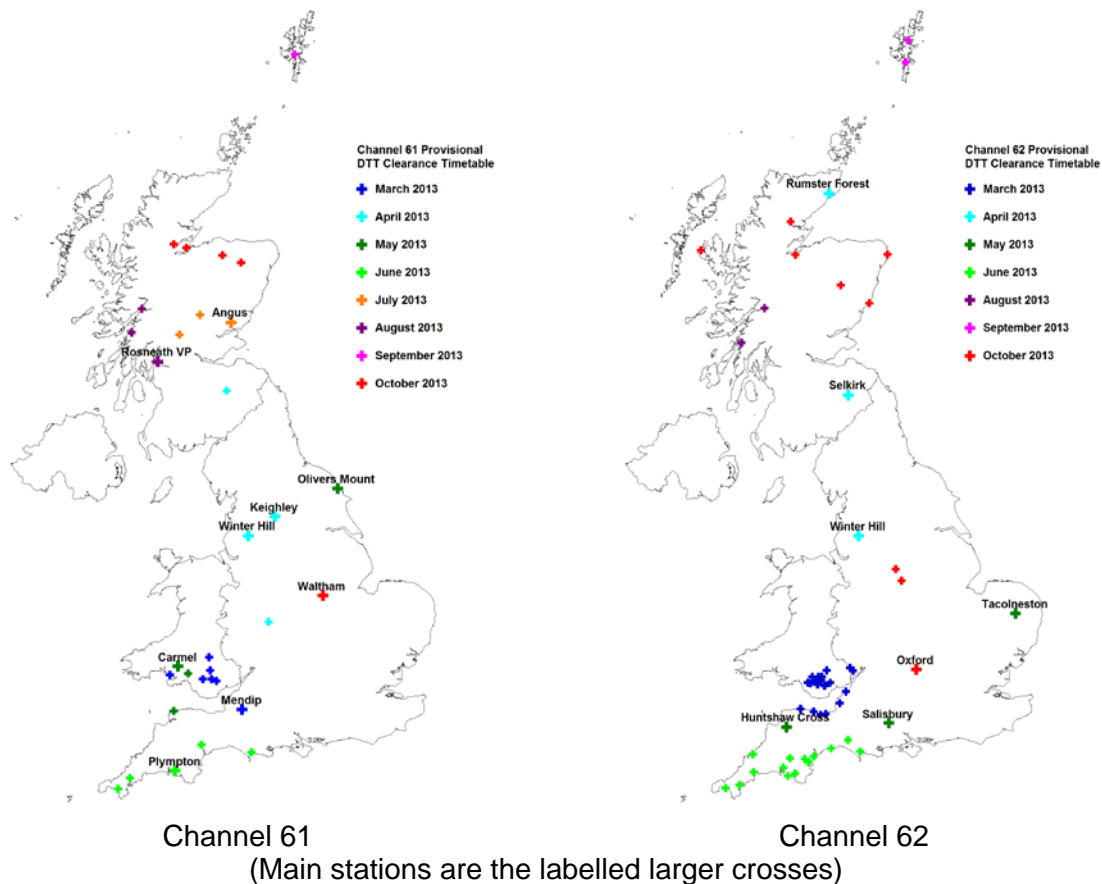 Channel 61 Provisional
DTT Clearance Timetable
March 2013
April 2013
May 2013
June 2013
July 2013
August 2013
September 2013
October 2013
Angus
Rosneath VP
Olivers Mount
Keighley
Winter Hill
Waltham
Carmel
Mendip
Plympton
Channel 61
Channel 62 Provisional
DTT Clearance Timetable
March 2013
April 2013
May 2013
June 2013
August 2013
September 2013
October 2013
Rumster Forest
Selkirk
Winter Hill
Tacolneston
Oxford
Huntshaw Cross
Salisbury
Channel 62
(Main stations are the labelled larger crosses)